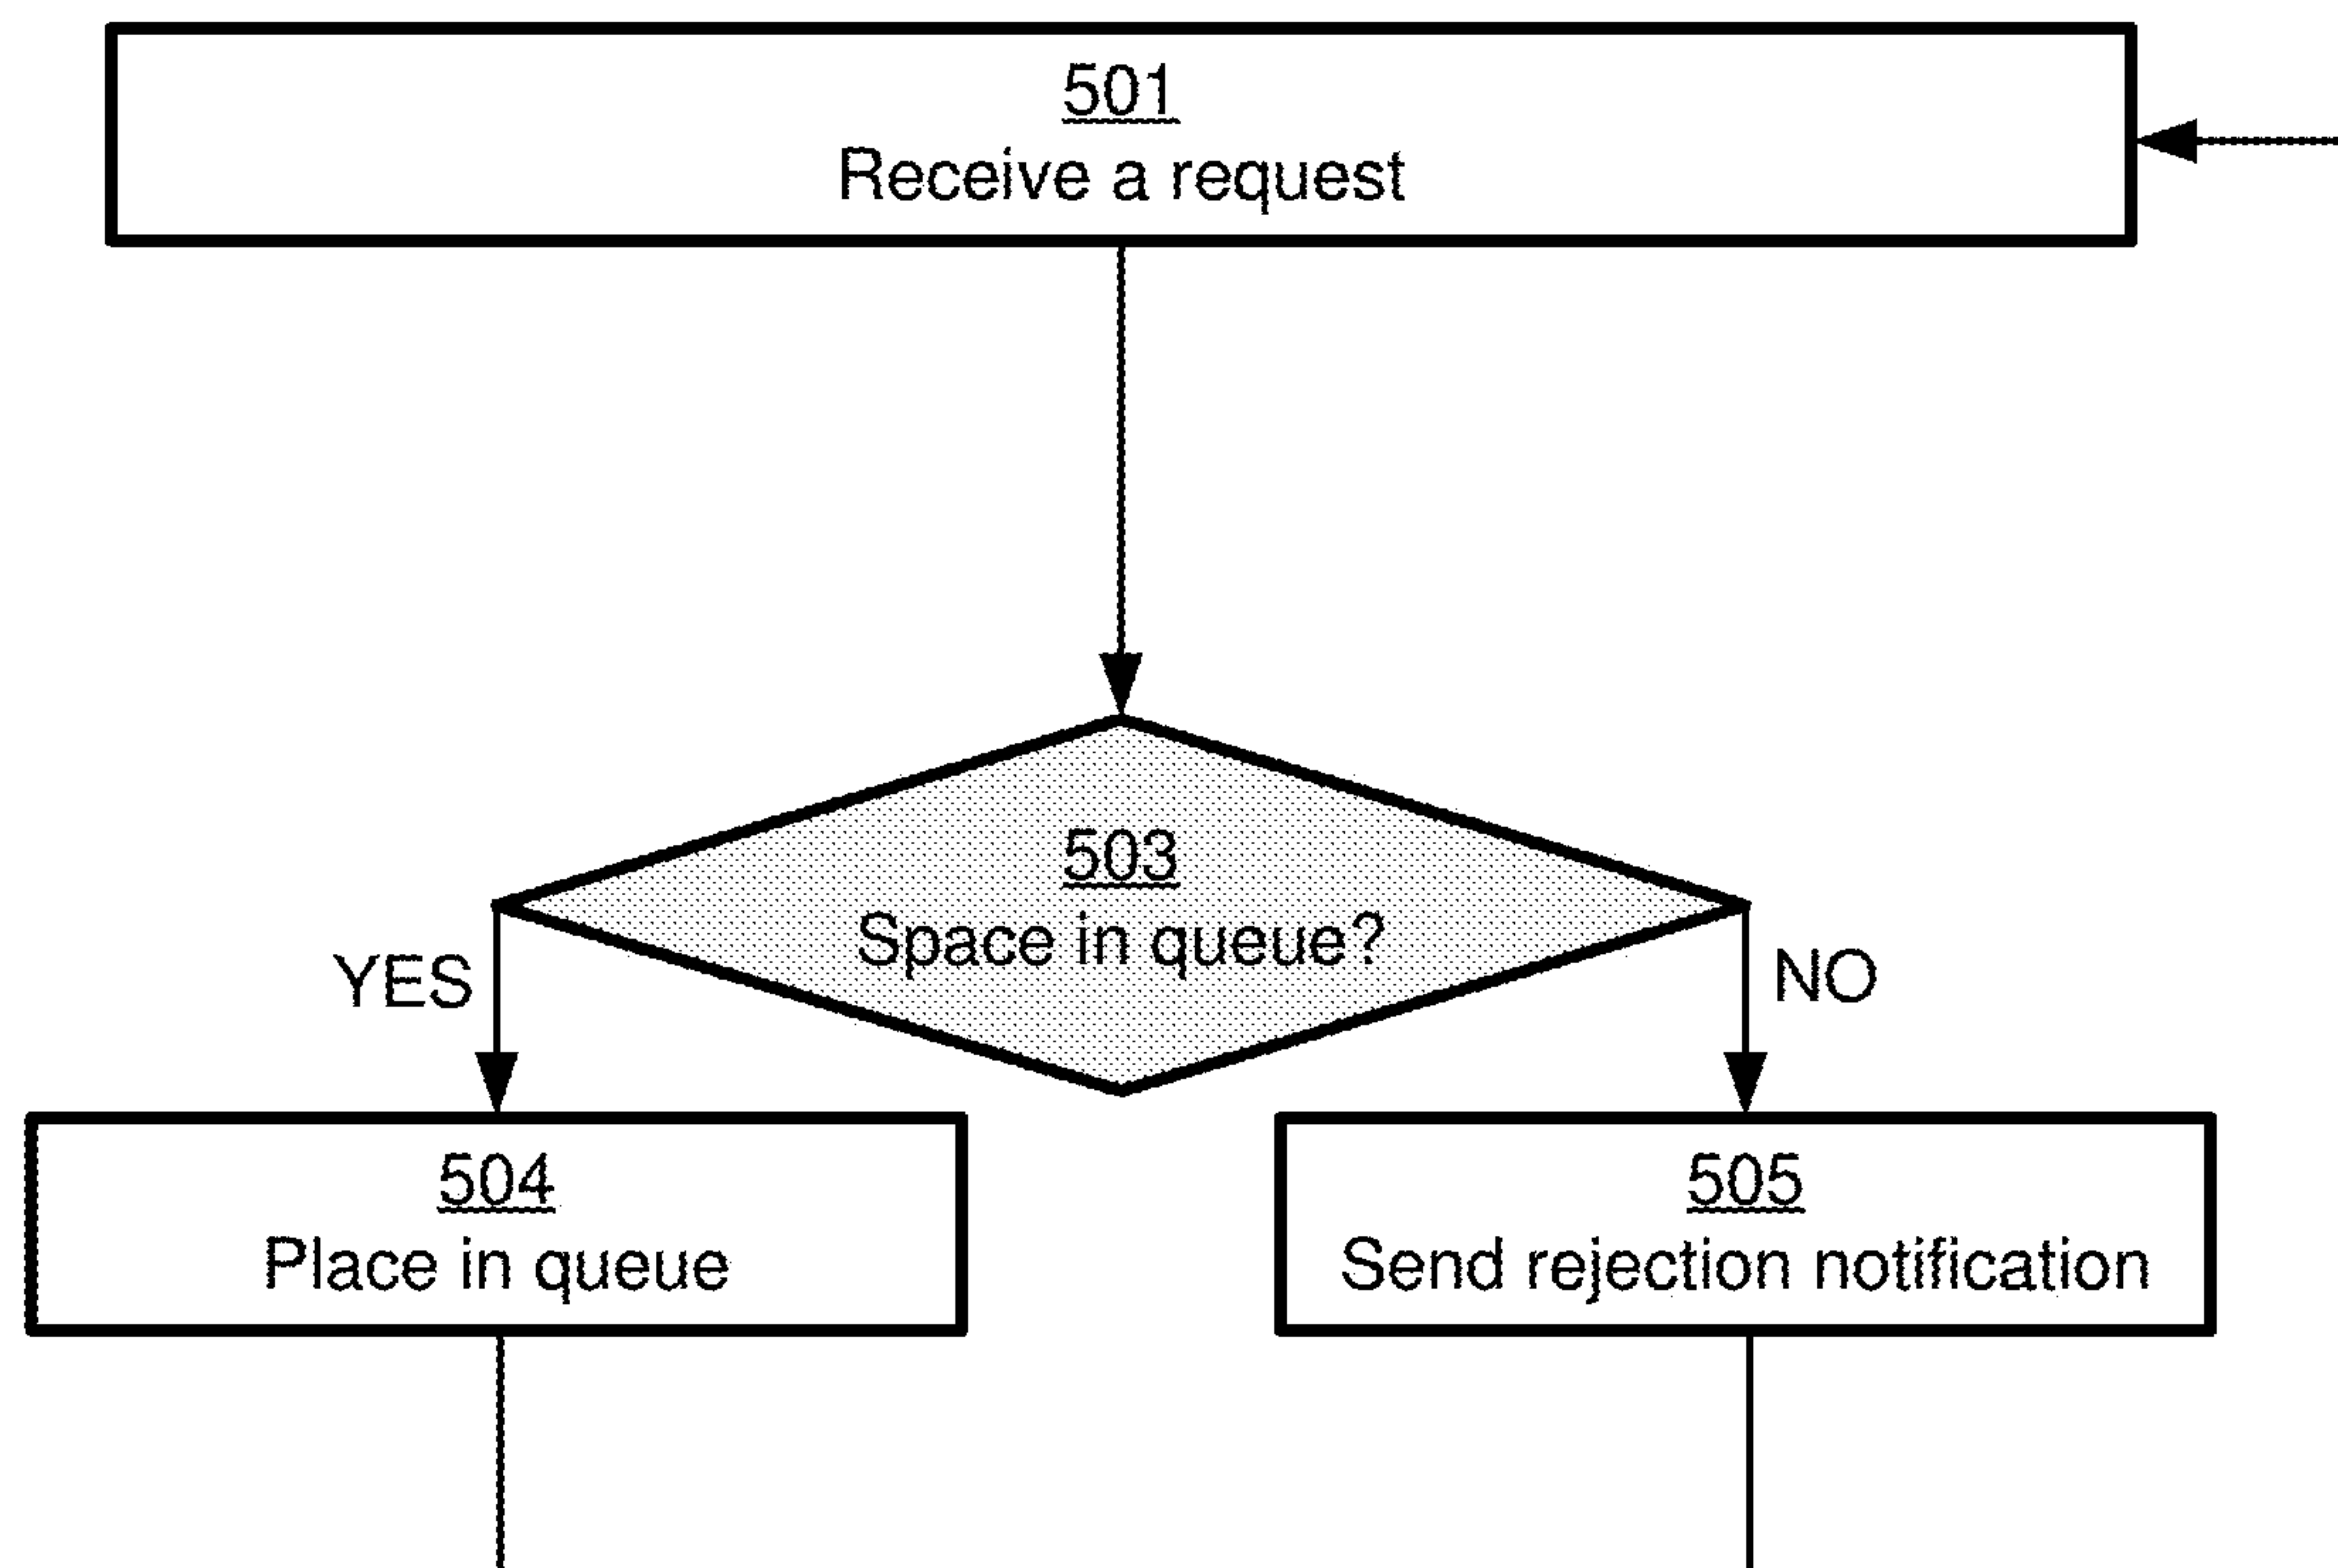 501
Receive a request
503
Space in queue?
YES
NO
504
Place in queue
505
Send rejection notification